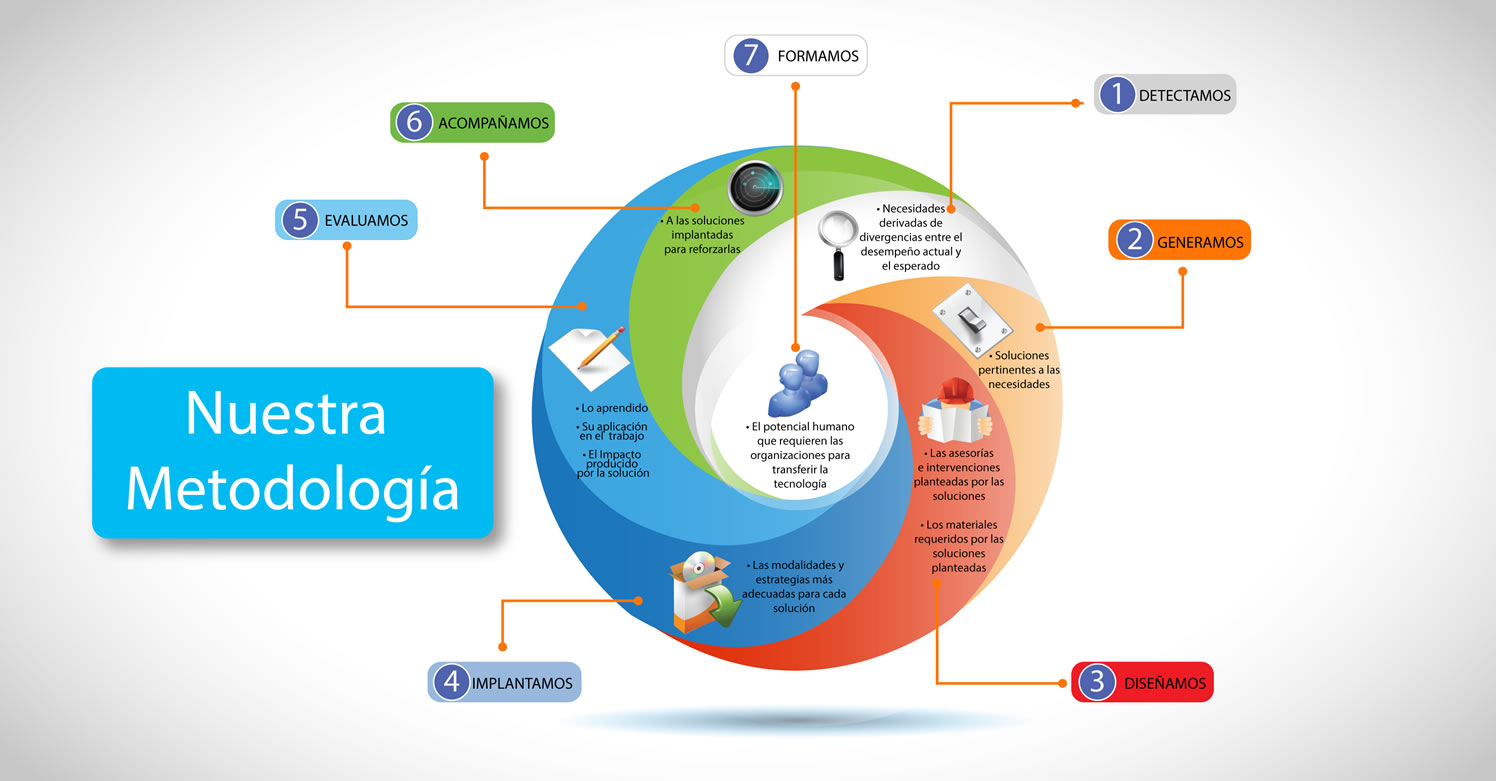 Nuestra
Metodología
1 DETECTAMOS
• Necesidades
derivadas de
divergencias entre el
desempeño actual y
el esperado
2 GENERAMOS
• Soluciones
pertinentes a las
necesidades
3 DISEÑAMOS
• Las asesorías
e intervenciones
planteadas por las
soluciones
• Los materiales
requeridos por las
soluciones
planteadas
4 IMPLANTAMOS
• Las modalidades y
estrategias más
adecuadas para cada
solución
5 EVALUAMOS
• Lo aprendido
• Su aplicación
en el trabajo
• El Impacto
producido
por la solución
6 ACOMPAÑAMOS
• A las soluciones
implantadas
para reforzarlas
7 FORMAMOS
• El potencial humano
que requieren las
organizaciones para
transferir la
tecnología